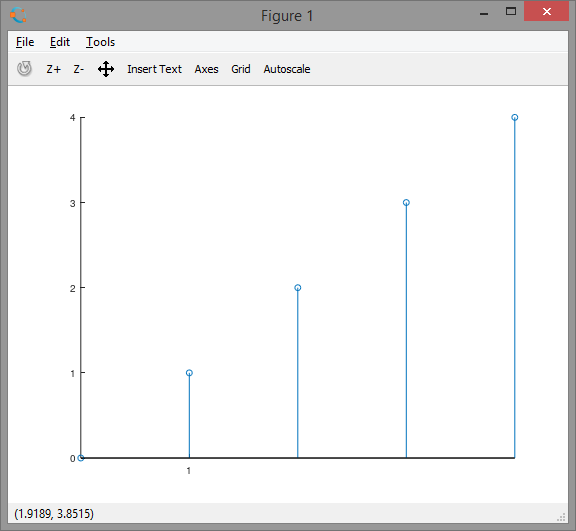 Figure 1
File Edit Tools
Z+ Z- Insert Text Axes Grid Autoscale
4
3
2
1
0
1
(1.9189, 3.8515)